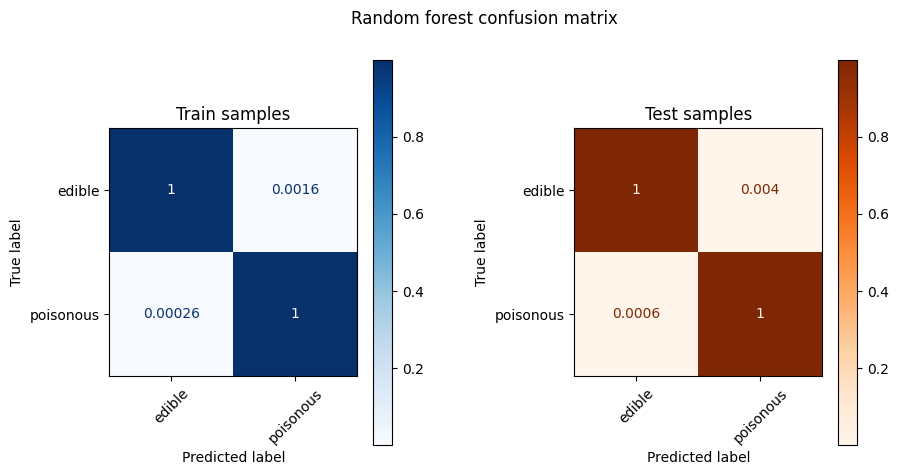 Random forest confusion matrix
Train samples
edible
poisonous
True label
1
0.0016
0.00026
1
edible
poisonous
Predicted label
0.8
0.6
0.4
0.2
Test samples
edible
poisonous
True label
1
0.004
0.0006
1
edible
poisonous
Predicted label
0.8
0.6
0.4
0.2